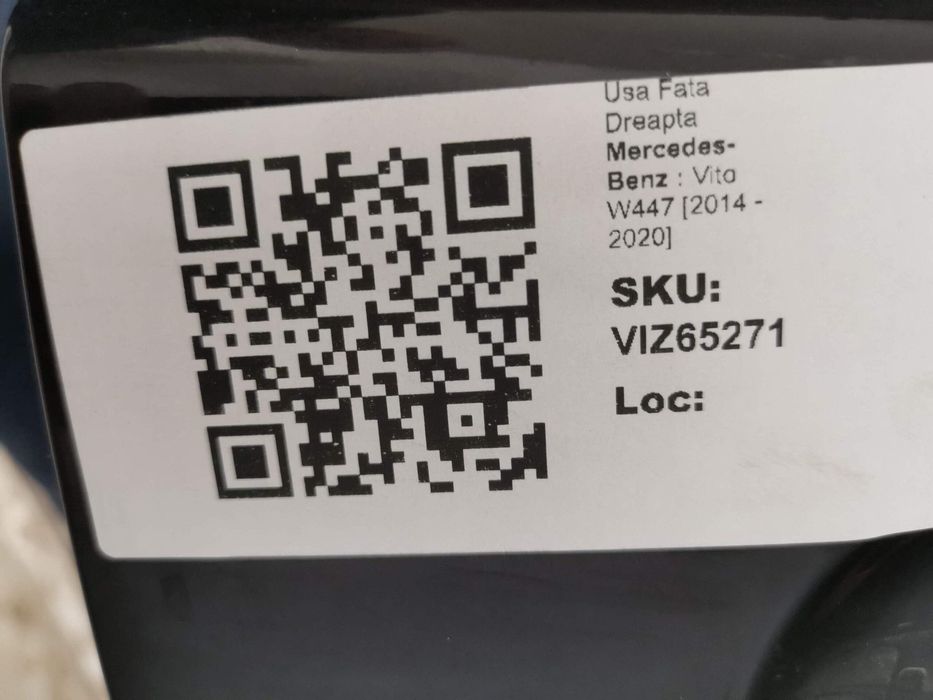 Usa Fata
Dreapta
Mercedes-
Benz : Vito
W447 [2014 -
2020]
SKU:
VIZ65271
Loc: